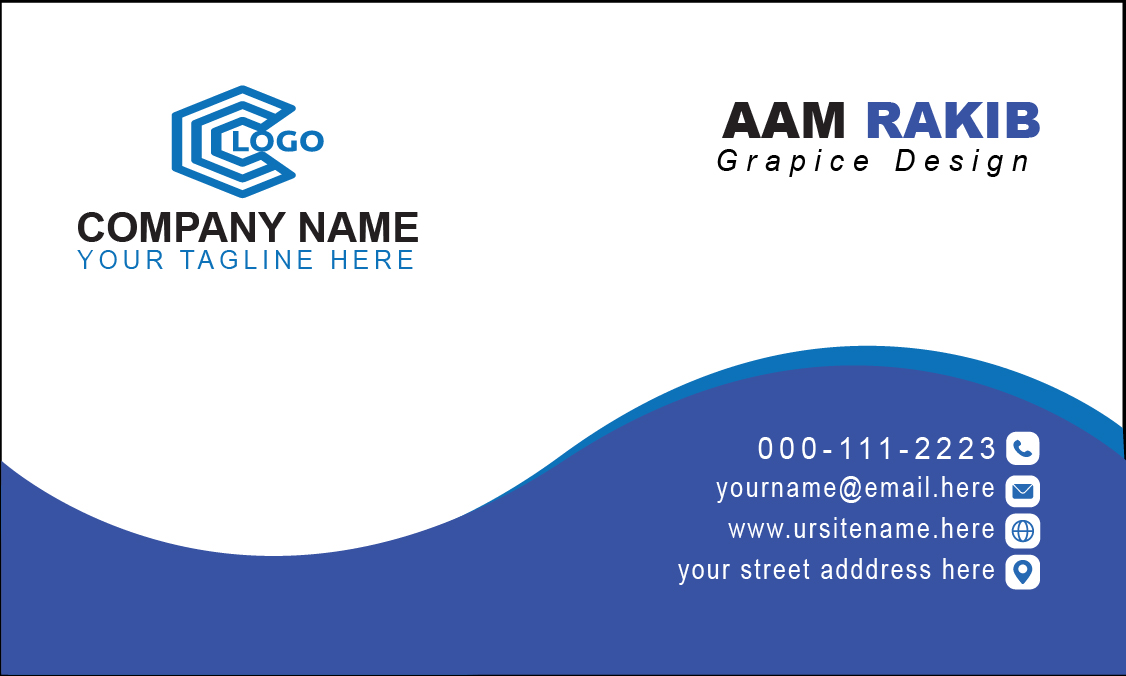 LOGO
COMPANY NAME
YOUR TAGLINE HERE
AAM RAKIB
Grapice Design
000-111-2223
yourname@email.here
www.ursitename.here
your street adddress here